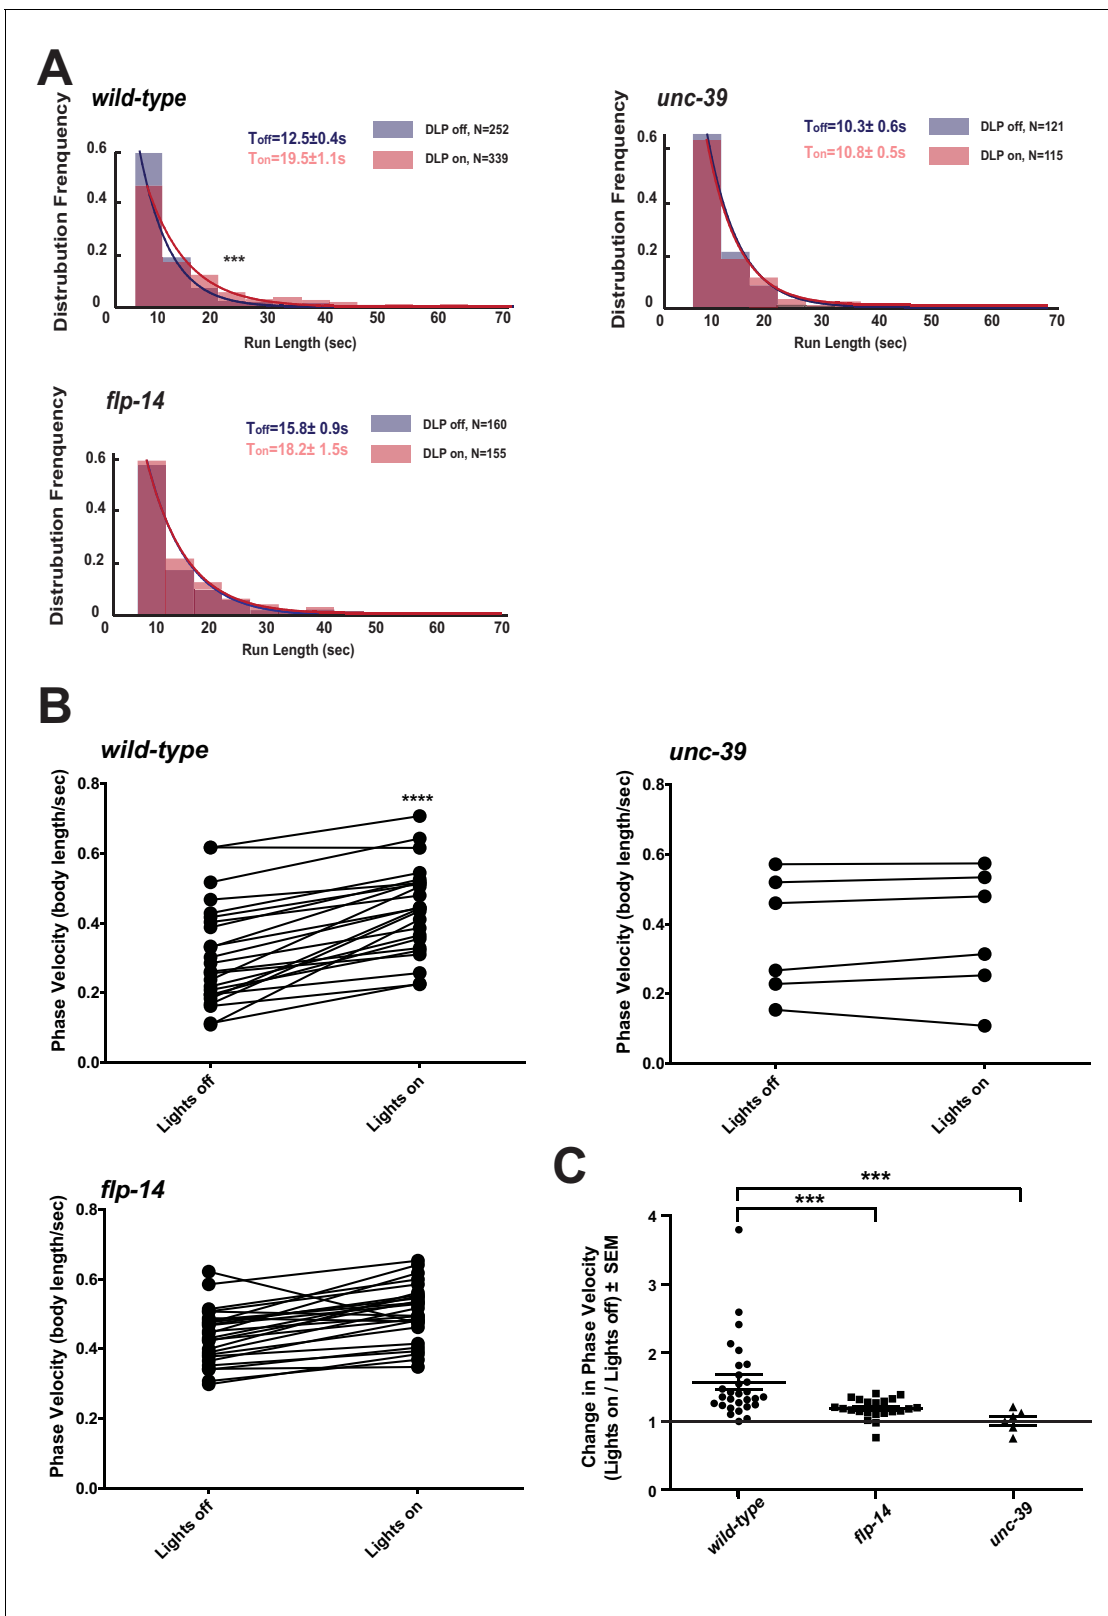 A
wild-type
Toff=12.5±0.4s
Ton=19.5±1.1s
DLP off, N=252
DLP on, N=339
Distrubution Frenquency
0.6
0.4
0.2
0
***
0 10 20 30 40 50 60 70
Run Length (sec)
unc-39
Toff=10.3± 0.6s
Ton=10.8± 0.5s
DLP off, N=121
DLP on, N=115
Distrubution Frenquency
0.6
0.4
0.2
0
0 10 20 30 40 50 60 70
Run Length (sec)
flp-14
Toff=15.8± 0.9s
Ton=18.2± 1.5s
DLP off, N=160
DLP on, N=155
Distrubution Frenquency
0.6
0.4
0.2
0
0 10 20 30 40 50 60 70
Run Length (sec)
B
wild-type
Phase Velocity (body length/sec)
0.8
0.6
0.4
0.2
0.0
****
Lights off
Lights on
unc-39
Phase Velocity (body length/sec)
0.8
0.6
0.4
0.2
0.0
Lights off
Lights on
flp-14
Phase Velocity (body length/sec)
0.8
0.6
0.4
0.2
0.0
Lights off
Lights on
C
***
***
Change in Phase Velocity
(Lights on / Lights off) ± SEM
4
3
2
1
0
wild-type
flp-14
unc-39